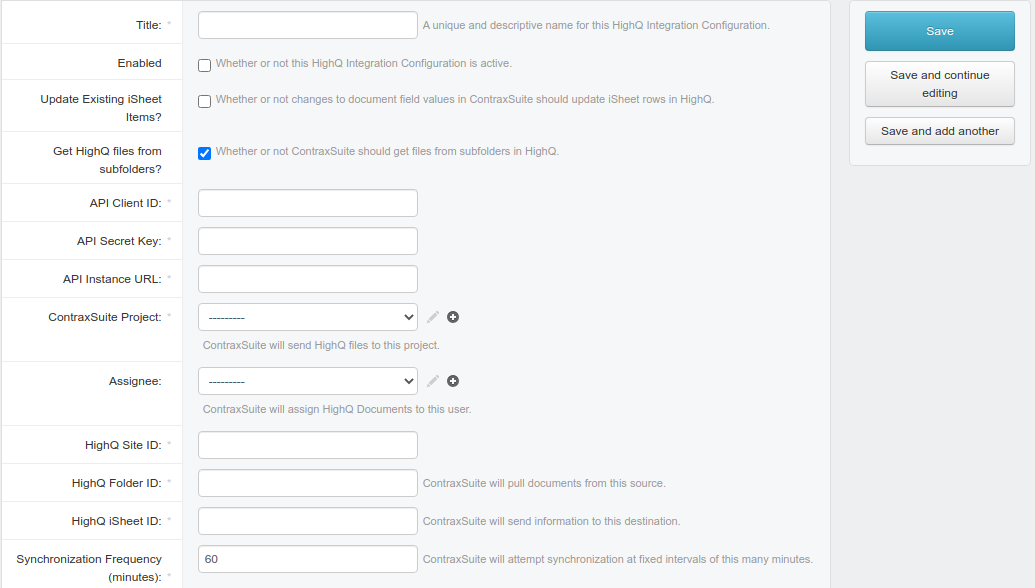 Title: *
A unique and descriptive name for this HighQ Integration Configuration.
Enabled
Whether or not this HighQ Integration Configuration is active.
Update Existing iSheet
Items?
Whether or not changes to document field values in ContraxSuite should update iSheet rows in HighQ.
Get HighQ files from
subfolders?
Whether or not ContraxSuite should get files from subfolders in HighQ.
API Client ID: *
API Secret Key: *
API Instance URL: *
ContraxSuite Project: *
---------
ContraxSuite will send HighQ files to this project.
Assignee:
---------
ContraxSuite will assign HighQ Documents to this user.
HighQ Site ID: *
HighQ Folder ID: *
ContraxSuite will pull documents from this source.
HighQ iSheet ID: *
ContraxSuite will send information to this destination.
Synchronization Frequency
(minutes): *
60
ContraxSuite will attempt synchronization at fixed intervals of this many minutes.
Save
Save and continue
editing
Save and add another